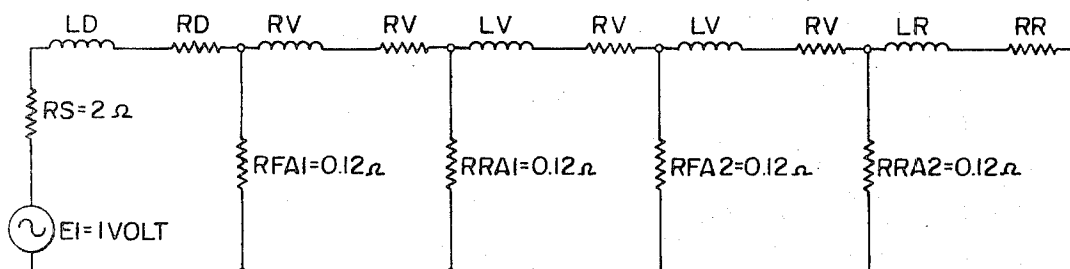 LD RD RV RV LV RV LV RV LR RR
RS=2Ω
RFA1=0.12Ω RRA1=0.12Ω RFA2=0.12Ω RRA2=0.12Ω
E1=1VOLT